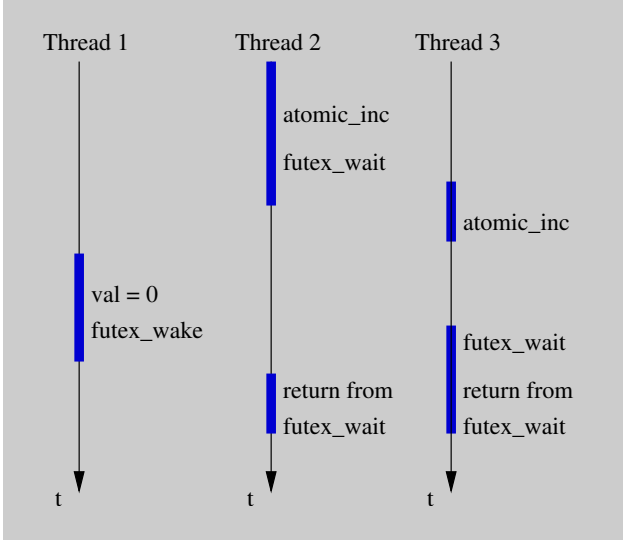 Thread 1
Thread 2
Thread 3
atomic_inc
futex_wait
atomic_inc
val = 0
futex_wake
futex_wait
return from
futex_wait
return from
futex_wait
t
t
t